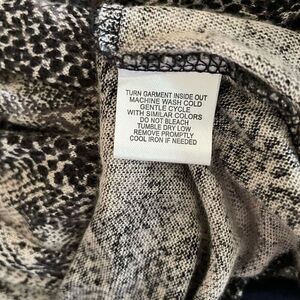 TURN GARMENT INSIDE OUT
MACHINE WASH COLD
GENTLE CYCLE
WITH SIMILAR COLORS
DO NOT BLEACH
TUMBLE DRY LOW
REMOVE PROMPTLY
COOL IRON IF NEEDED